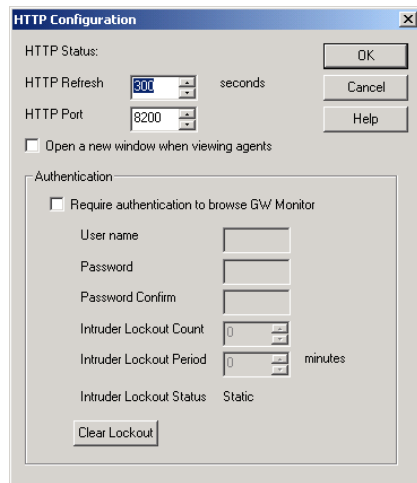 HTTP Configuration
HTTP Status:
OK
HTTP Refresh 300 seconds
Cancel
HTTP Port 8200
Help
Open a new window when viewing agents
Authentication
Require authentication to browse GW Monitor
User name
Password
Password Confirm
Intruder Lockout Count 0
Intruder Lockout Period 0 minutes
Intruder Lockout Status Static
Clear Lockout